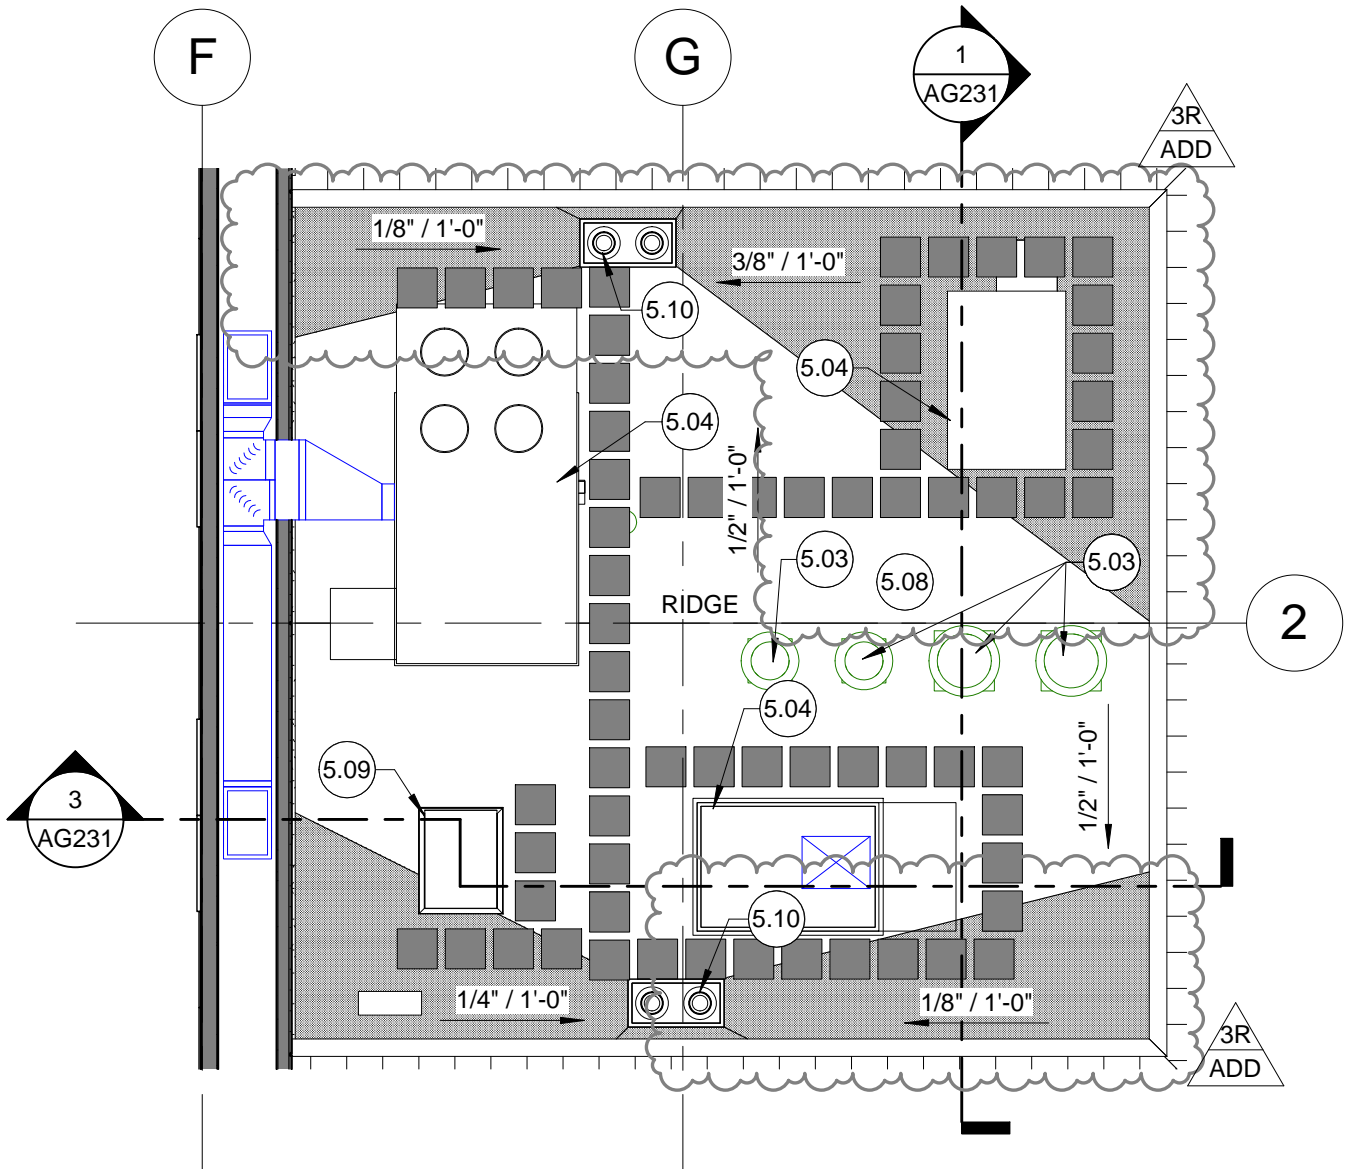 F
G
1
AG231
3R
ADD
1/8" / 1'-0"
3/8" / 1'-0"
5.10
5.04
5.04
1/2" / 1'-0"
5.03
5.08
5.03
RIDGE
2
5.04
1/2" / 1'-0"
5.09
3
AG231
5.10
1/4" / 1'-0"
1/8" / 1'-0"
3R
ADD